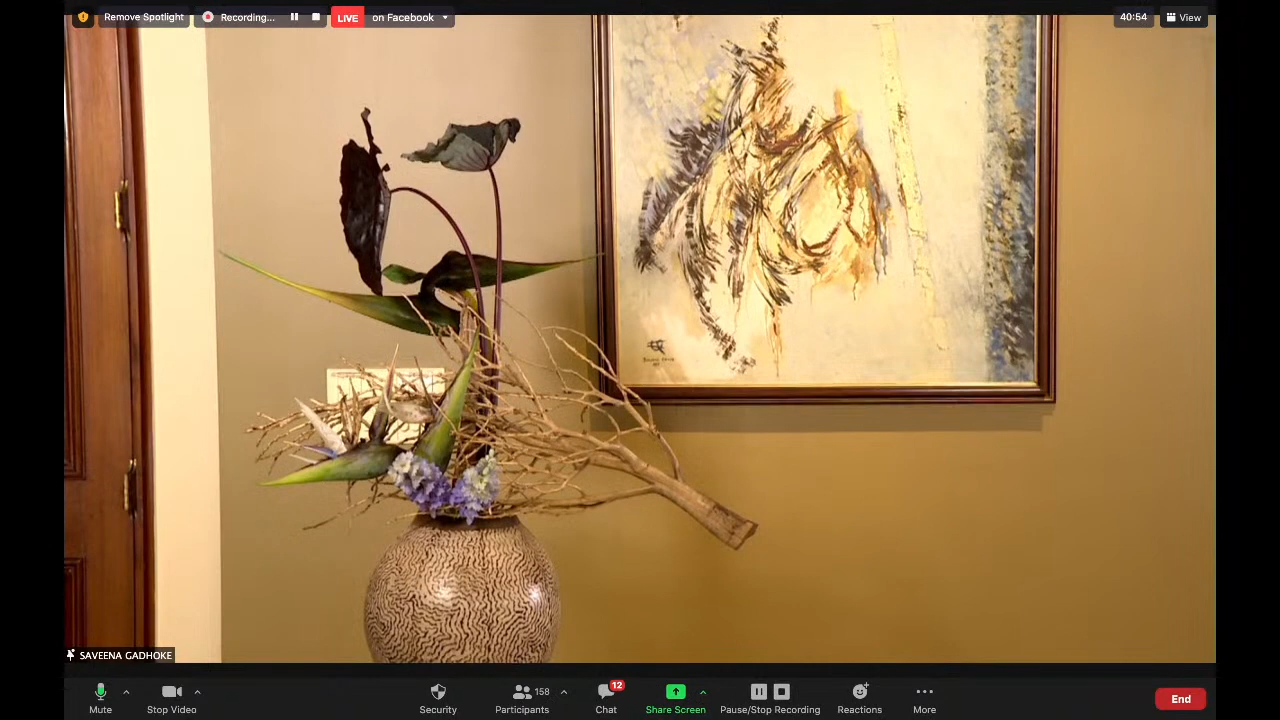 Remove Spotlight
Recording...
LIVE
on Facebook
40:54
View
SAVEENA GADHOKE
Mute
Stop Video
Security
158
Participants
12
Chat
Share Screen
Pause/Stop Recording
Reactions
More
End